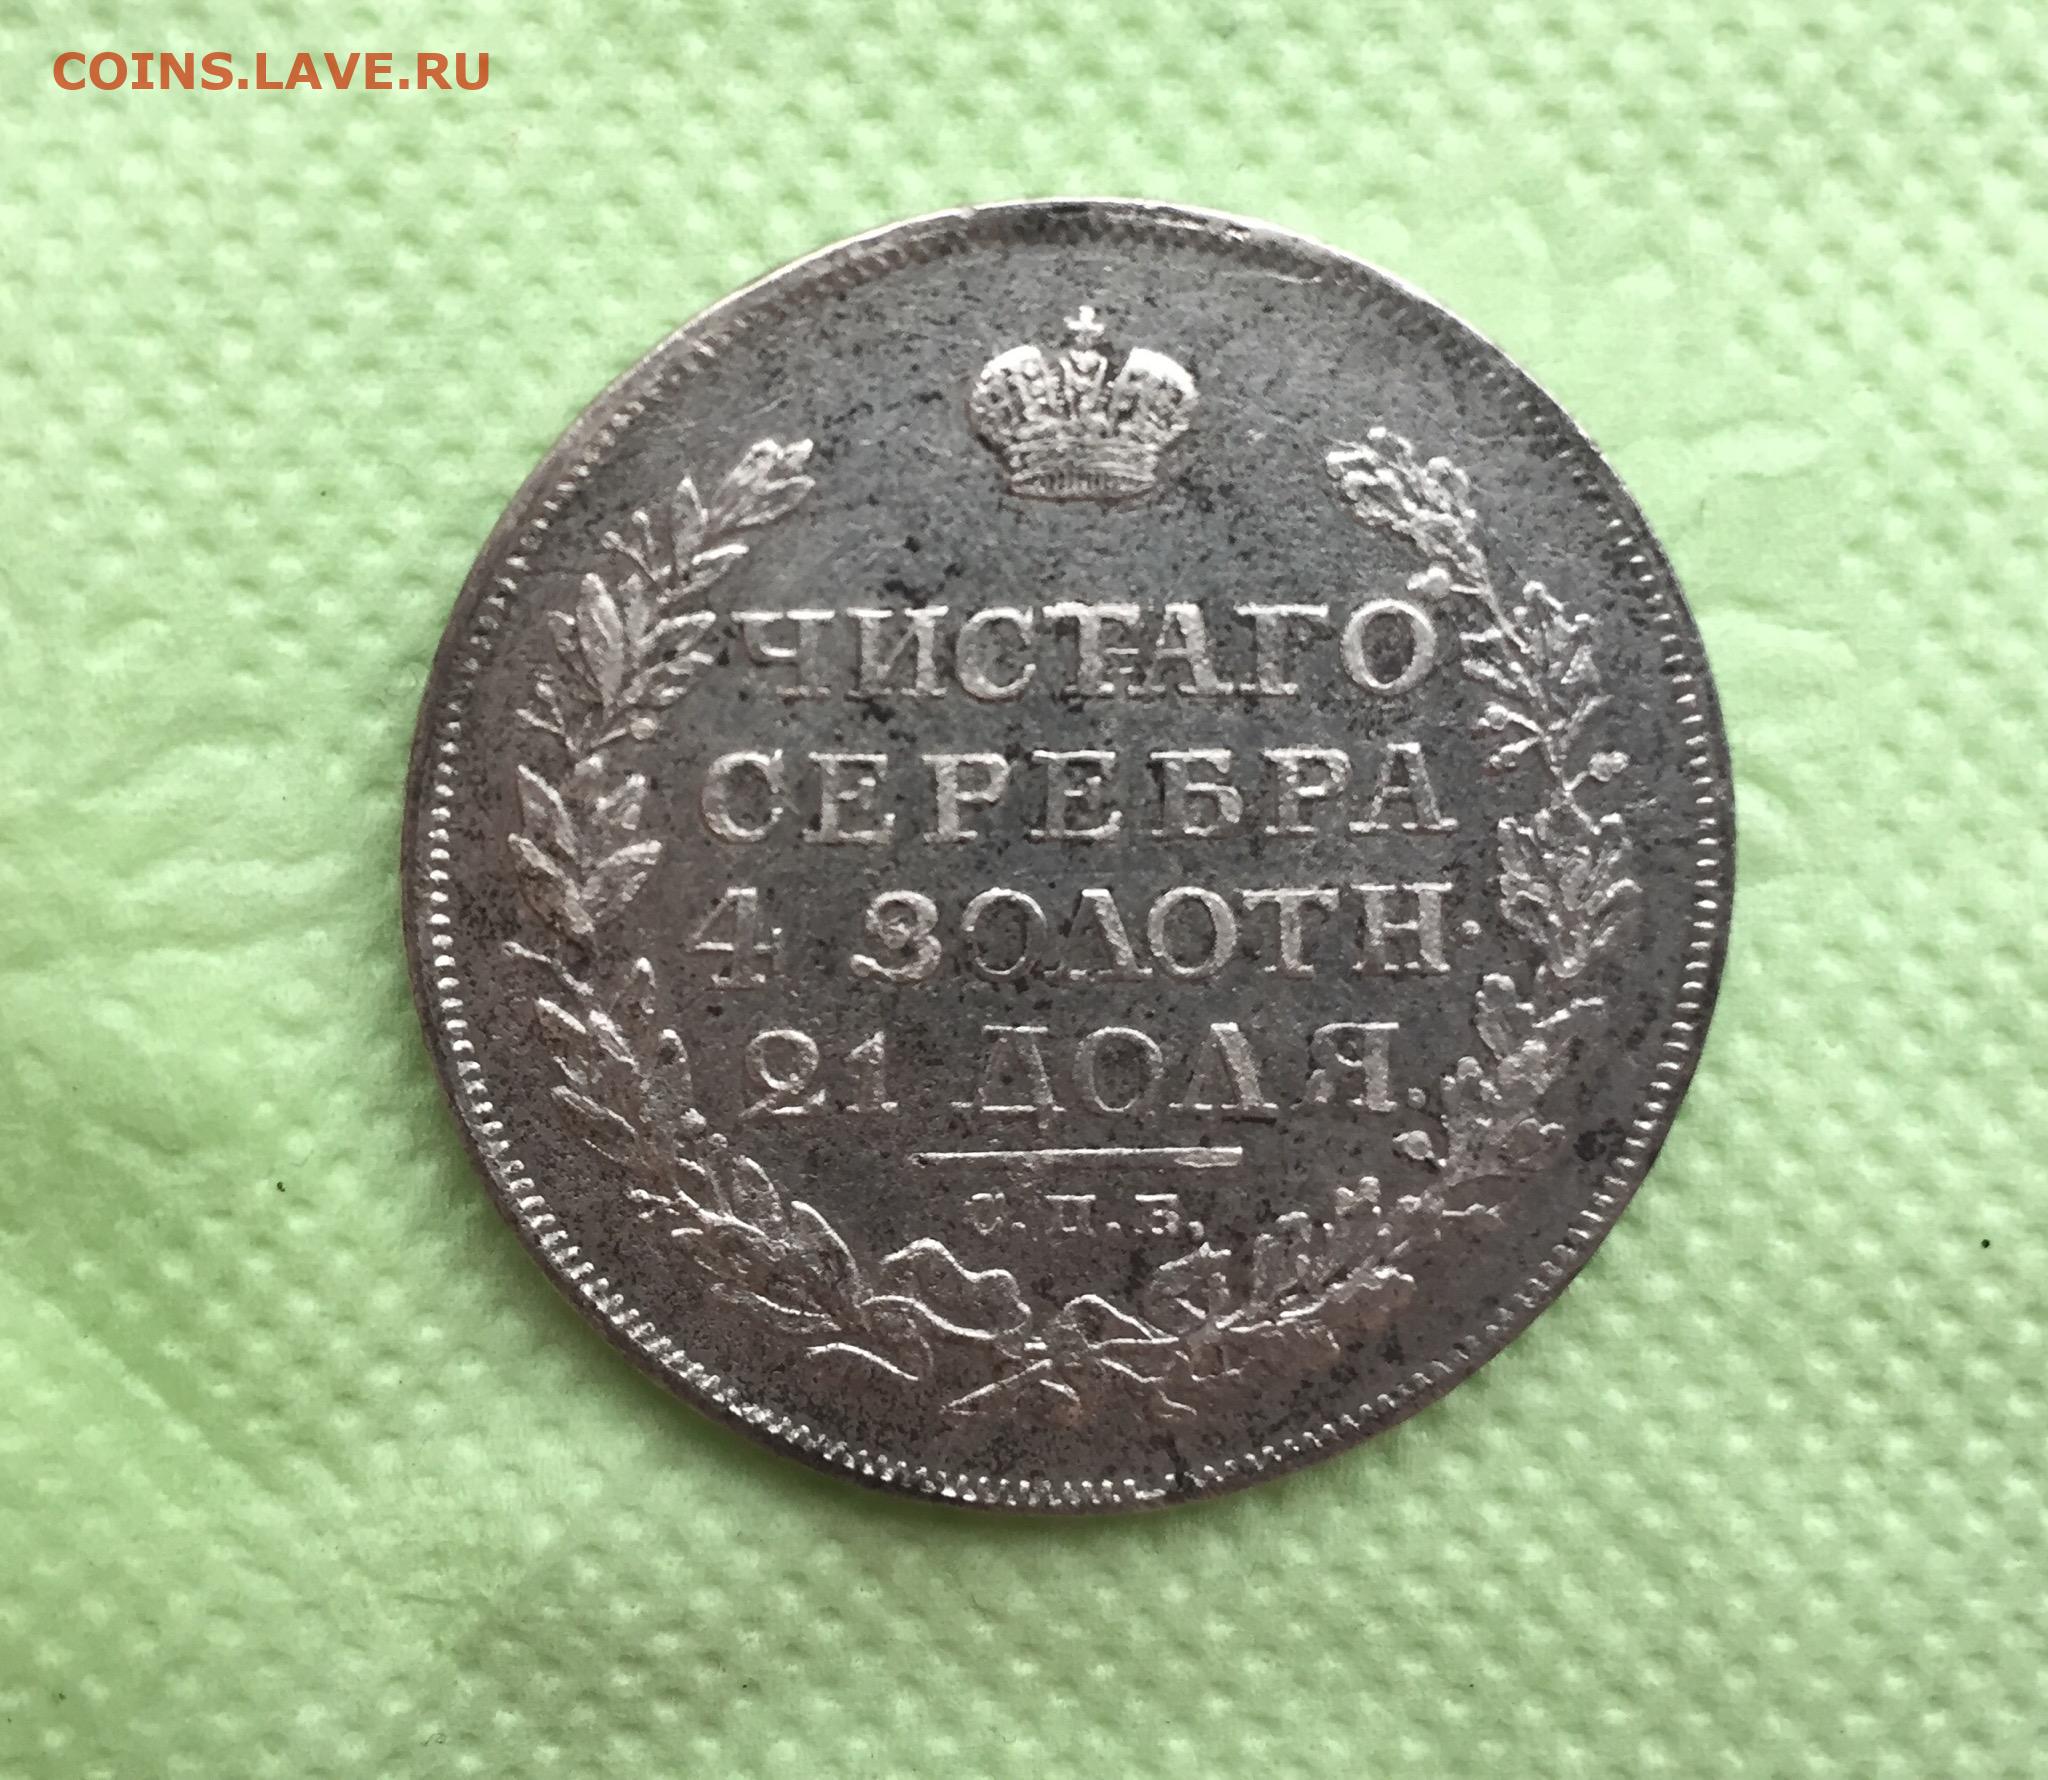 COINS.LAVE.RU
ЧИСТАГО
СЕРЕБРА
4 ЗОЛОТН.
21 ДОЛЯ.
С.П.Б.